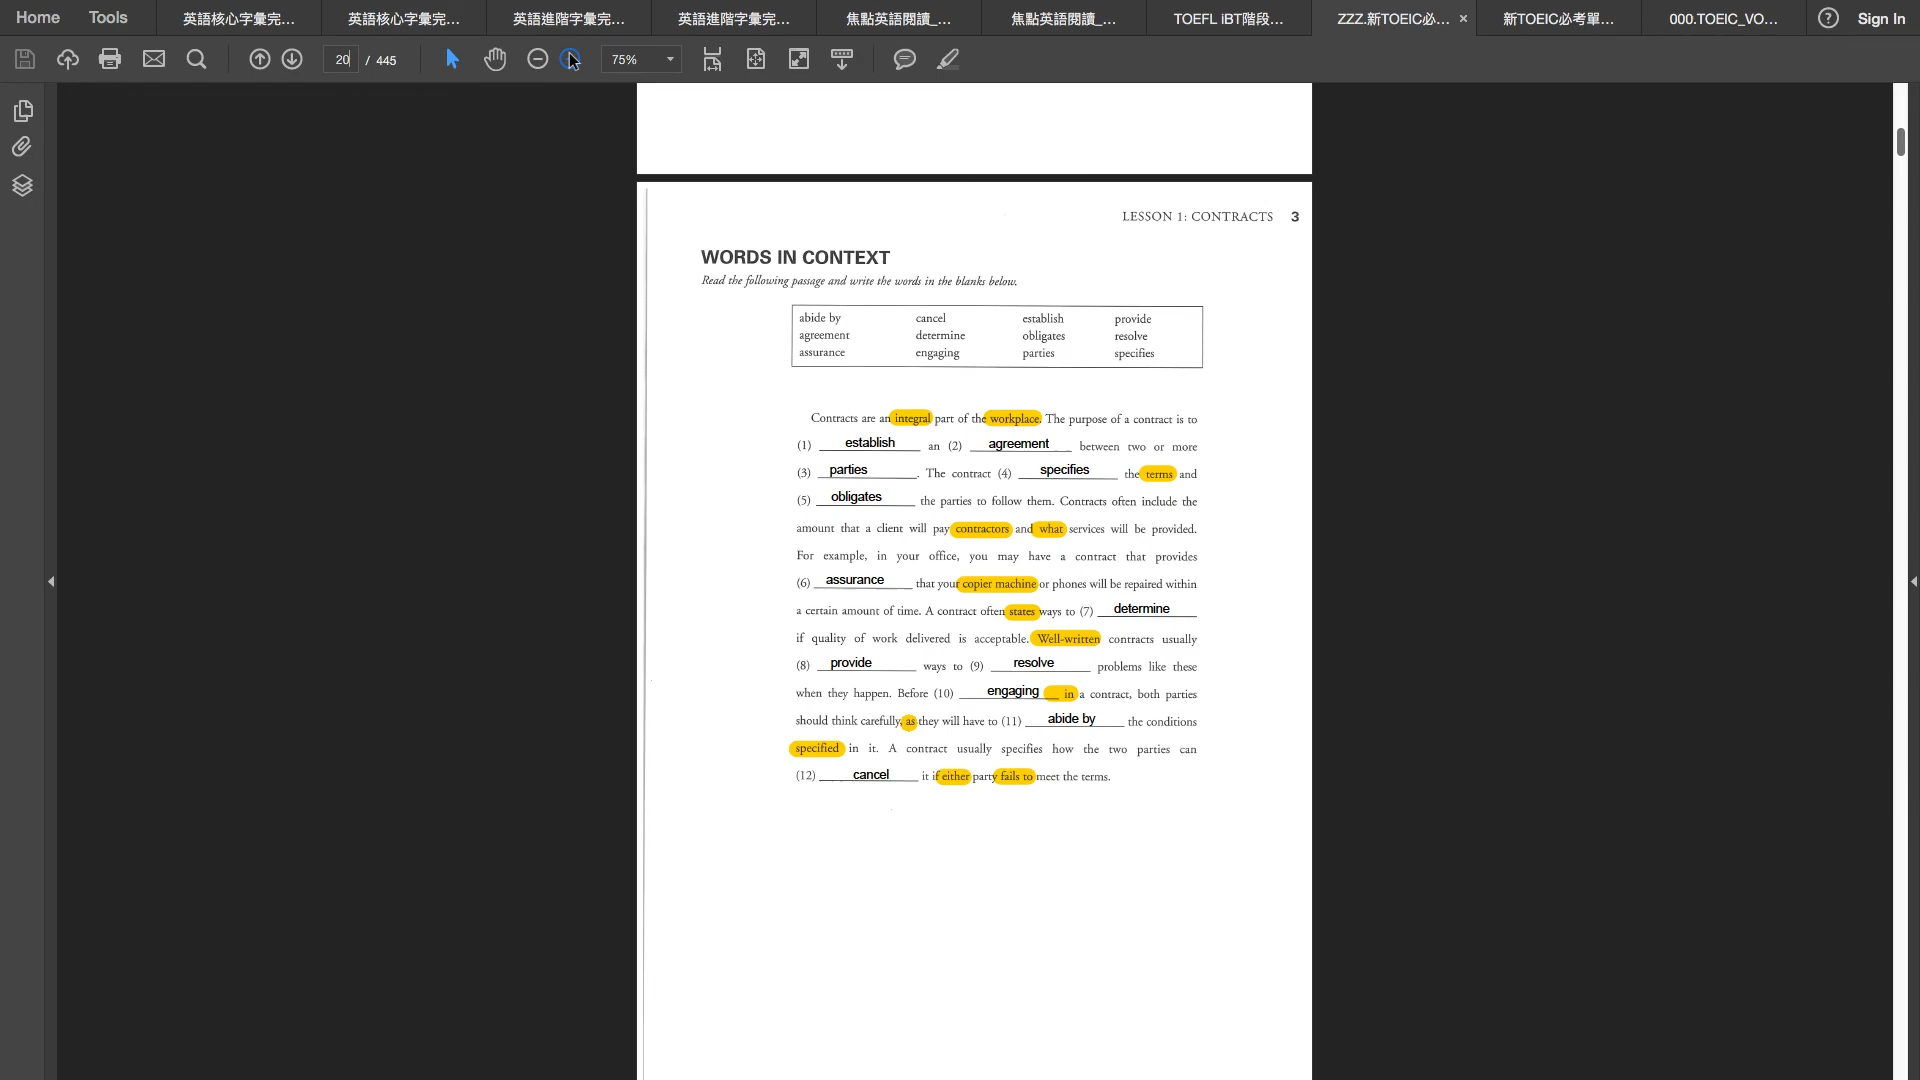 Home Tools 英語核心字彙完... 英語核心字彙完... 英語進階字彙完... 英語進階字彙完... 焦點英語閱讀_... 焦點英語閱讀_... TOEFL iBT階段... ZZZ.新TOEIC必... × 新TOEIC必考單... 000.TOEIC_VO... ? Sign In
20 / 445 75%
LESSON 1: CONTRACTS 3
WORDS IN CONTEXT
Read the following passage and write the words in the blanks below.
abide by cancel establish provide
agreement determine obligates resolve
assurance engaging parties specifies
Contracts are an integral part of the workplace. The purpose of a contract is to
(1) establish an (2) agreement between two or more
(3) parties . The contract (4) specifies the terms and
(5) obligates the parties to follow them. Contracts often include the
amount that a client will pay contractors and what services will be provided.
For example, in your office, you may have a contract that provides
(6) assurance that your copier machine or phones will be repaired within
a certain amount of time. A contract often states ways to (7) determine
if quality of work delivered is acceptable. Well-written contracts usually
(8) provide ways to (9) resolve problems like these
when they happen. Before (10) engaging in a contract, both parties
should think carefully, as they will have to (11) abide by the conditions
specified in it. A contract usually specifies how the two parties can
(12) cancel it if either party fails to meet the terms.